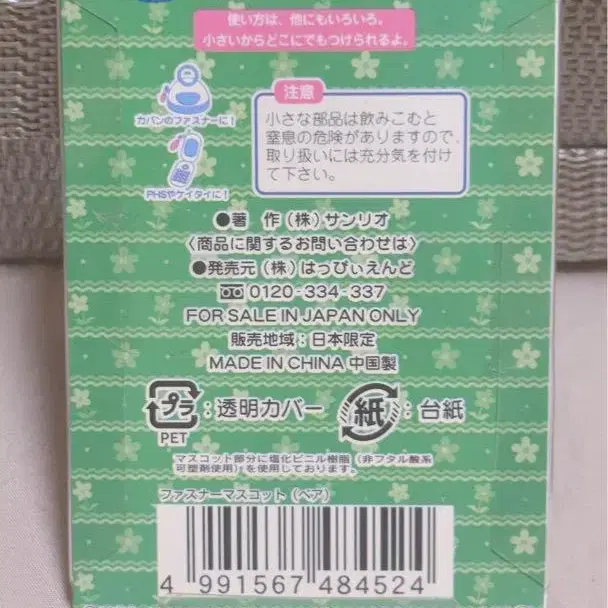 使い方は、他にもいろいろ。
小さいからどこにでもつけられるよ。
カバンのファスナーに!
PHSやケイタイに!
注意
小さな部品は飲みこむと
窒息の危険がありますので、
取り扱いには充分気を付け
て下さい。
●著 作(株)サンリオ
〈商品に関するお問い合わせは〉
●発売元(株)はっぴぃえんど
0120-334-337
FOR SALE IN JAPAN ONLY
販売地域:日本限定
MADE IN CHINA 中国製
プラ:透明カバー
PET
紙:台紙
マスコット部分に塩化ビニル樹脂(非フタル酸系
可塑剤使用)を使用しております。
ファスナーマスコット(ベア)
4 991567 484524